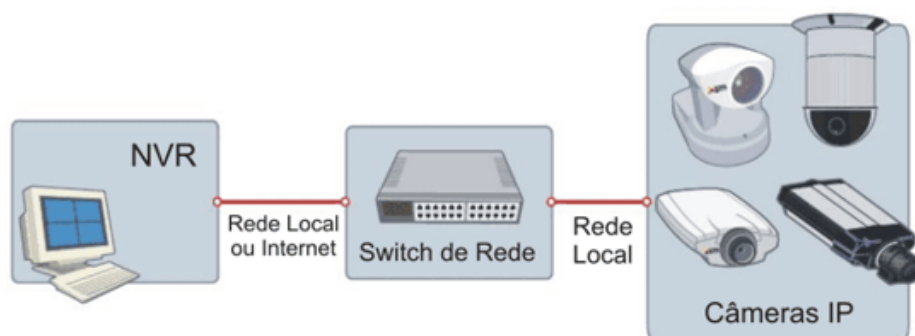 NVR
Rede Local
ou Internet
Switch de Rede
Rede
Local
Câmeras IP